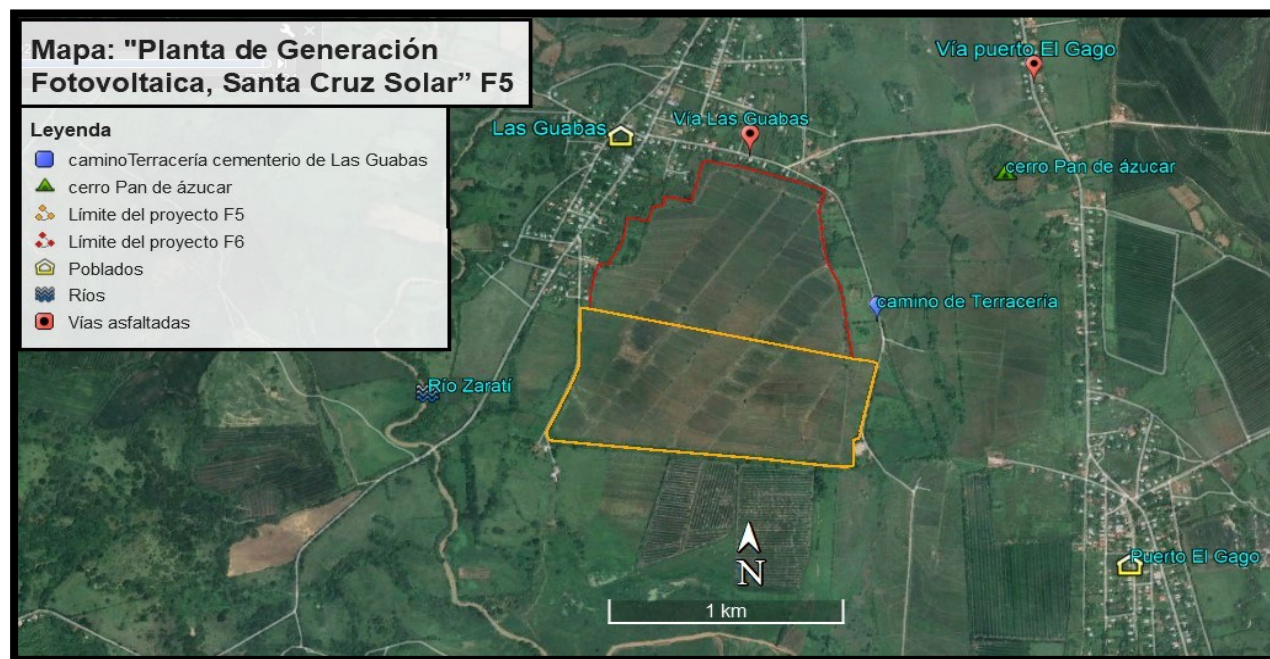 Mapa: "Planta de Generación
Fotovoltaica, Santa Cruz Solar” F5
Leyenda
caminoTerracería cementerio de Las Guabas
cerro Pan de ázucar
Límite del proyecto F5
Límite del proyecto F6
Poblados
Ríos
Vías asfaltadas
Vía puerto El Gago
Las Guabas
Vía Las Guabas
cerro Pan de ázucar
camino de Terracería
Río Zaratí
Puerto El Gago
N
1 km